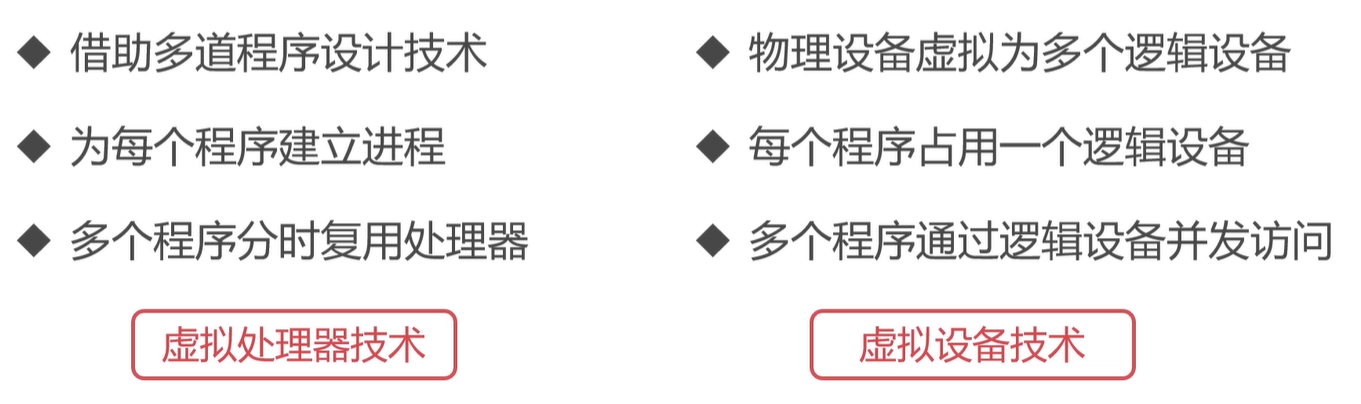 借助多道程序设计技术
为每个程序建立进程
多个程序分时复用处理器
虚拟处理器技术
物理设备虚拟为多个逻辑设备
每个程序占用一个逻辑设备
多个程序通过逻辑设备并发访问
虚拟设备技术